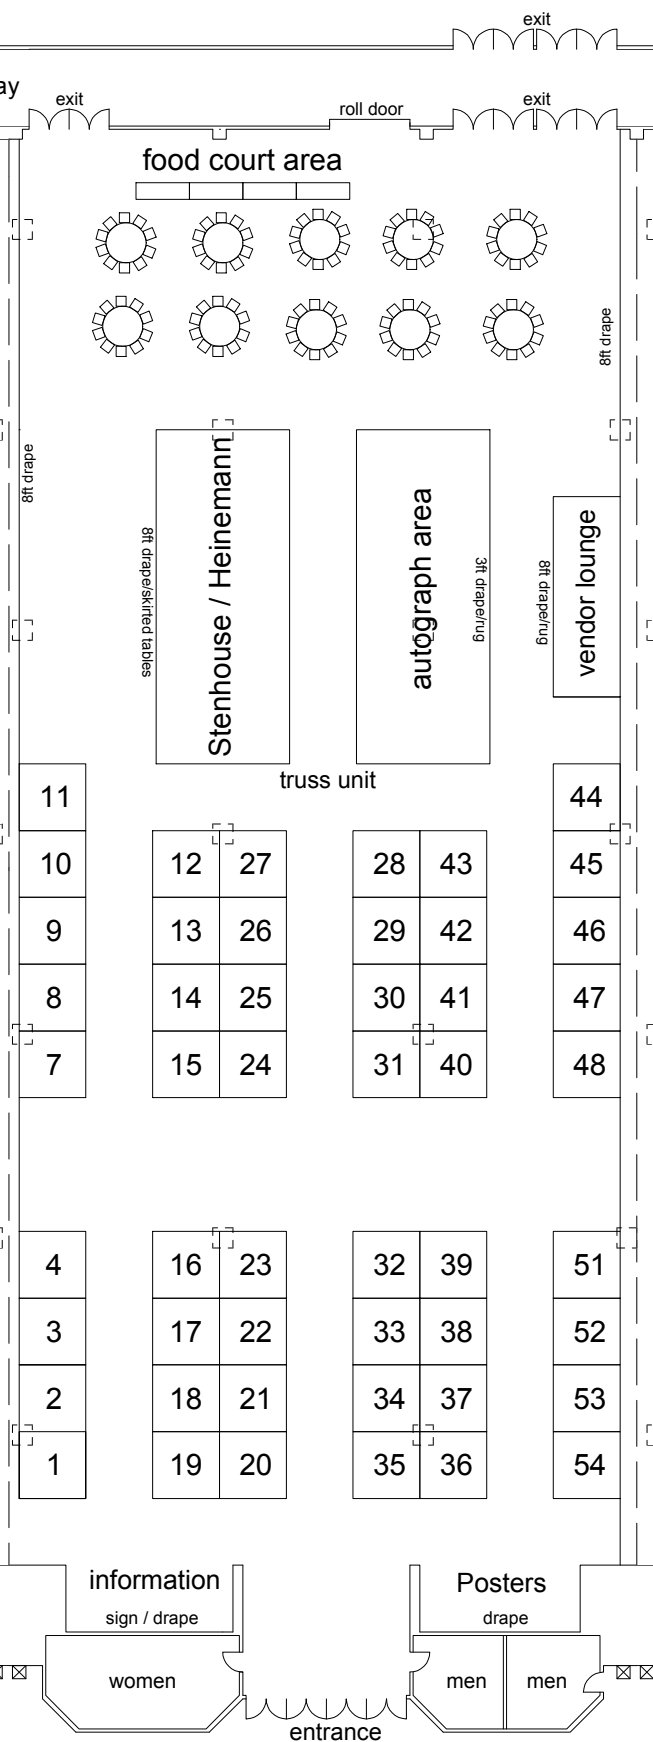 exit
ay
exit
roll door
exit
food court area
8ft drape
8ft drape
Stenhouse / Heinemann
8ft drape/skirted tables
autograph area
3ft drape/rug
8ft drape/rug
vendor lounge
truss unit
11 44
10 12 27 28 43 45
9 13 26 29 42 46
8 14 25 30 41 47
7 15 24 31 40 48
4 16 23 32 39 51
3 17 22 33 38 52
2 18 21 34 37 53
1 19 20 35 36 54
information
sign / drape
Posters
drape
women
men
men
entrance